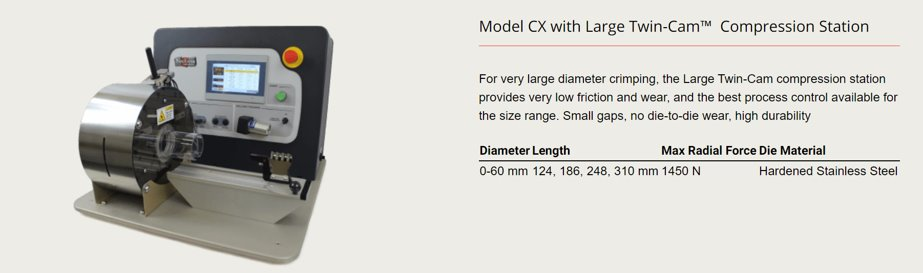 Model CX with Large Twin-Cam™ Compression Station
For very large diameter crimping, the Large Twin-Cam compression station
provides very low friction and wear, and the best process control available for
the size range. Small gaps, no die-to-die wear, high durability
Diameter Length Max Radial Force Die Material
0-60 mm 124, 186, 248, 310 mm 1450 N Hardened Stainless Steel